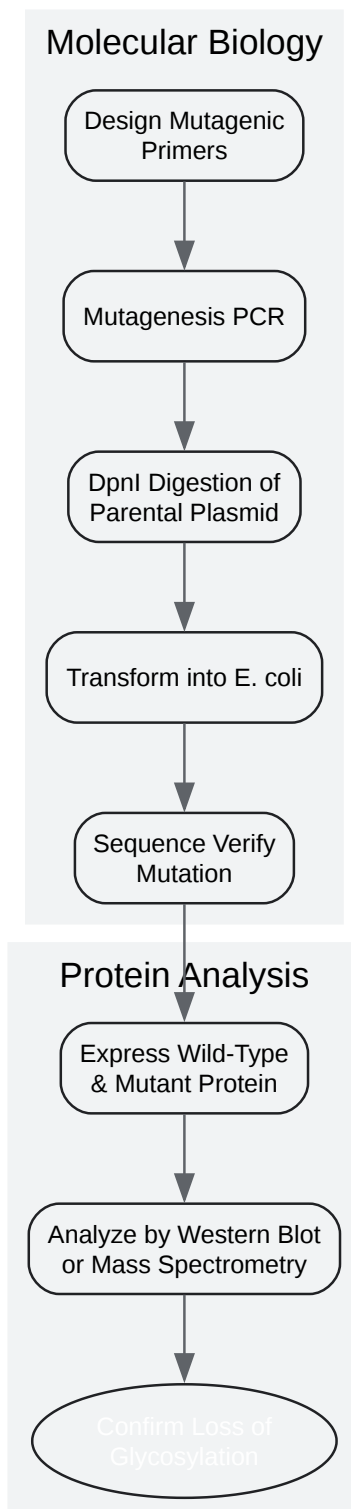 Molecular Biology
Design Mutagenic
Primers
Mutagenesis PCR
DpnI Digestion of
Parental Plasmid
Transform into E. coli
Sequence Verify
Mutation
Protein Analysis
Express Wild-Type
& Mutant Protein
Analyze by Western Blot
or Mass Spectrometry
Confirm Loss of
Glycosylation